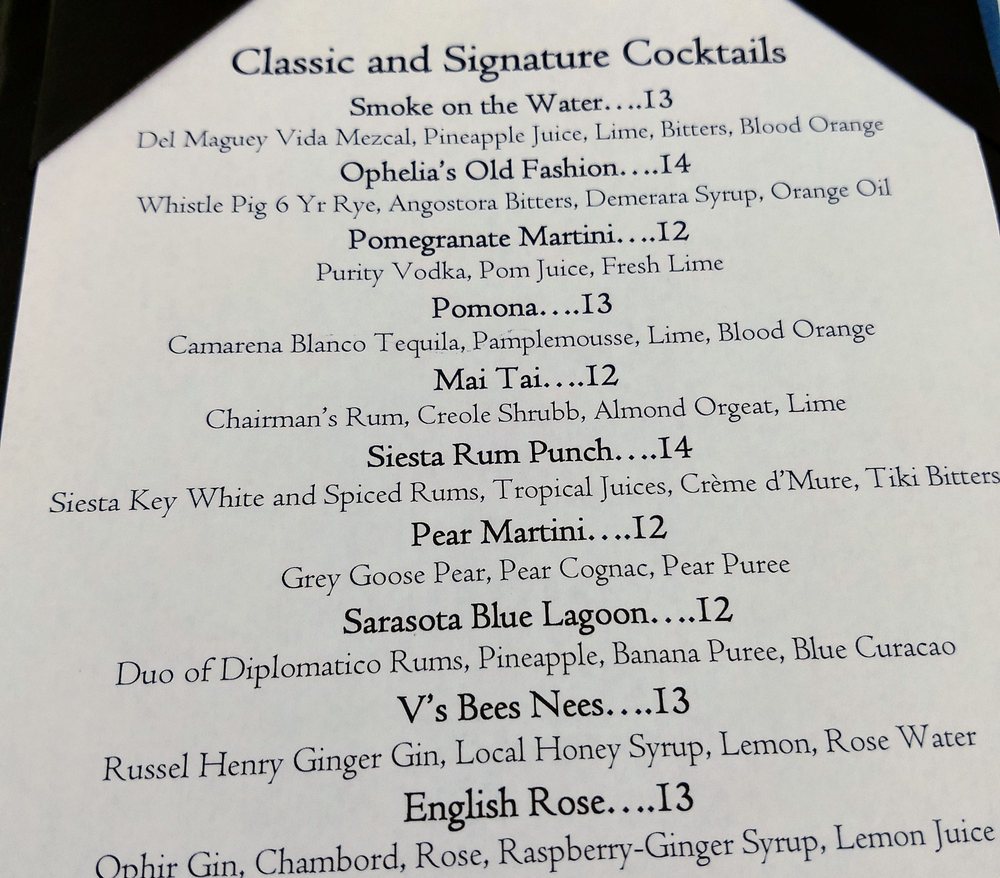 Classic and Signature Cocktails
Smoke on the Water....13
Del Maguey Vida Mezcal, Pineapple Juice, Lime, Bitters, Blood Orange
Ophelia's Old Fashion....14
Whistle Pig 6 Yr Rye, Angostora Bitters, Demerara Syrup, Orange Oil
Pomegranate Martini....12
Purity Vodka, Pom Juice, Fresh Lime
Pomona....13
Camarena Blanco Tequila, Pamplemousse, Lime, Blood Orange
Mai Tai....12
Chairman's Rum, Creole Shrubb, Almond Orgeat, Lime
Siesta Rum Punch....14
Siesta Key White and Spiced Rums, Tropical Juices, Crème d'Mure, Tiki Bitters
Pear Martini....12
Grey Goose Pear, Pear Cognac, Pear Puree
Sarasota Blue Lagoon....12
Duo of Diplomatico Rums, Pineapple, Banana Puree, Blue Curacao
V's Bees Nees....13
Russel Henry Ginger Gin, Local Honey Syrup, Lemon, Rose Water
English Rose....13
Ophir Gin, Chambord, Rose, Raspberry-Ginger Syrup, Lemon Juice